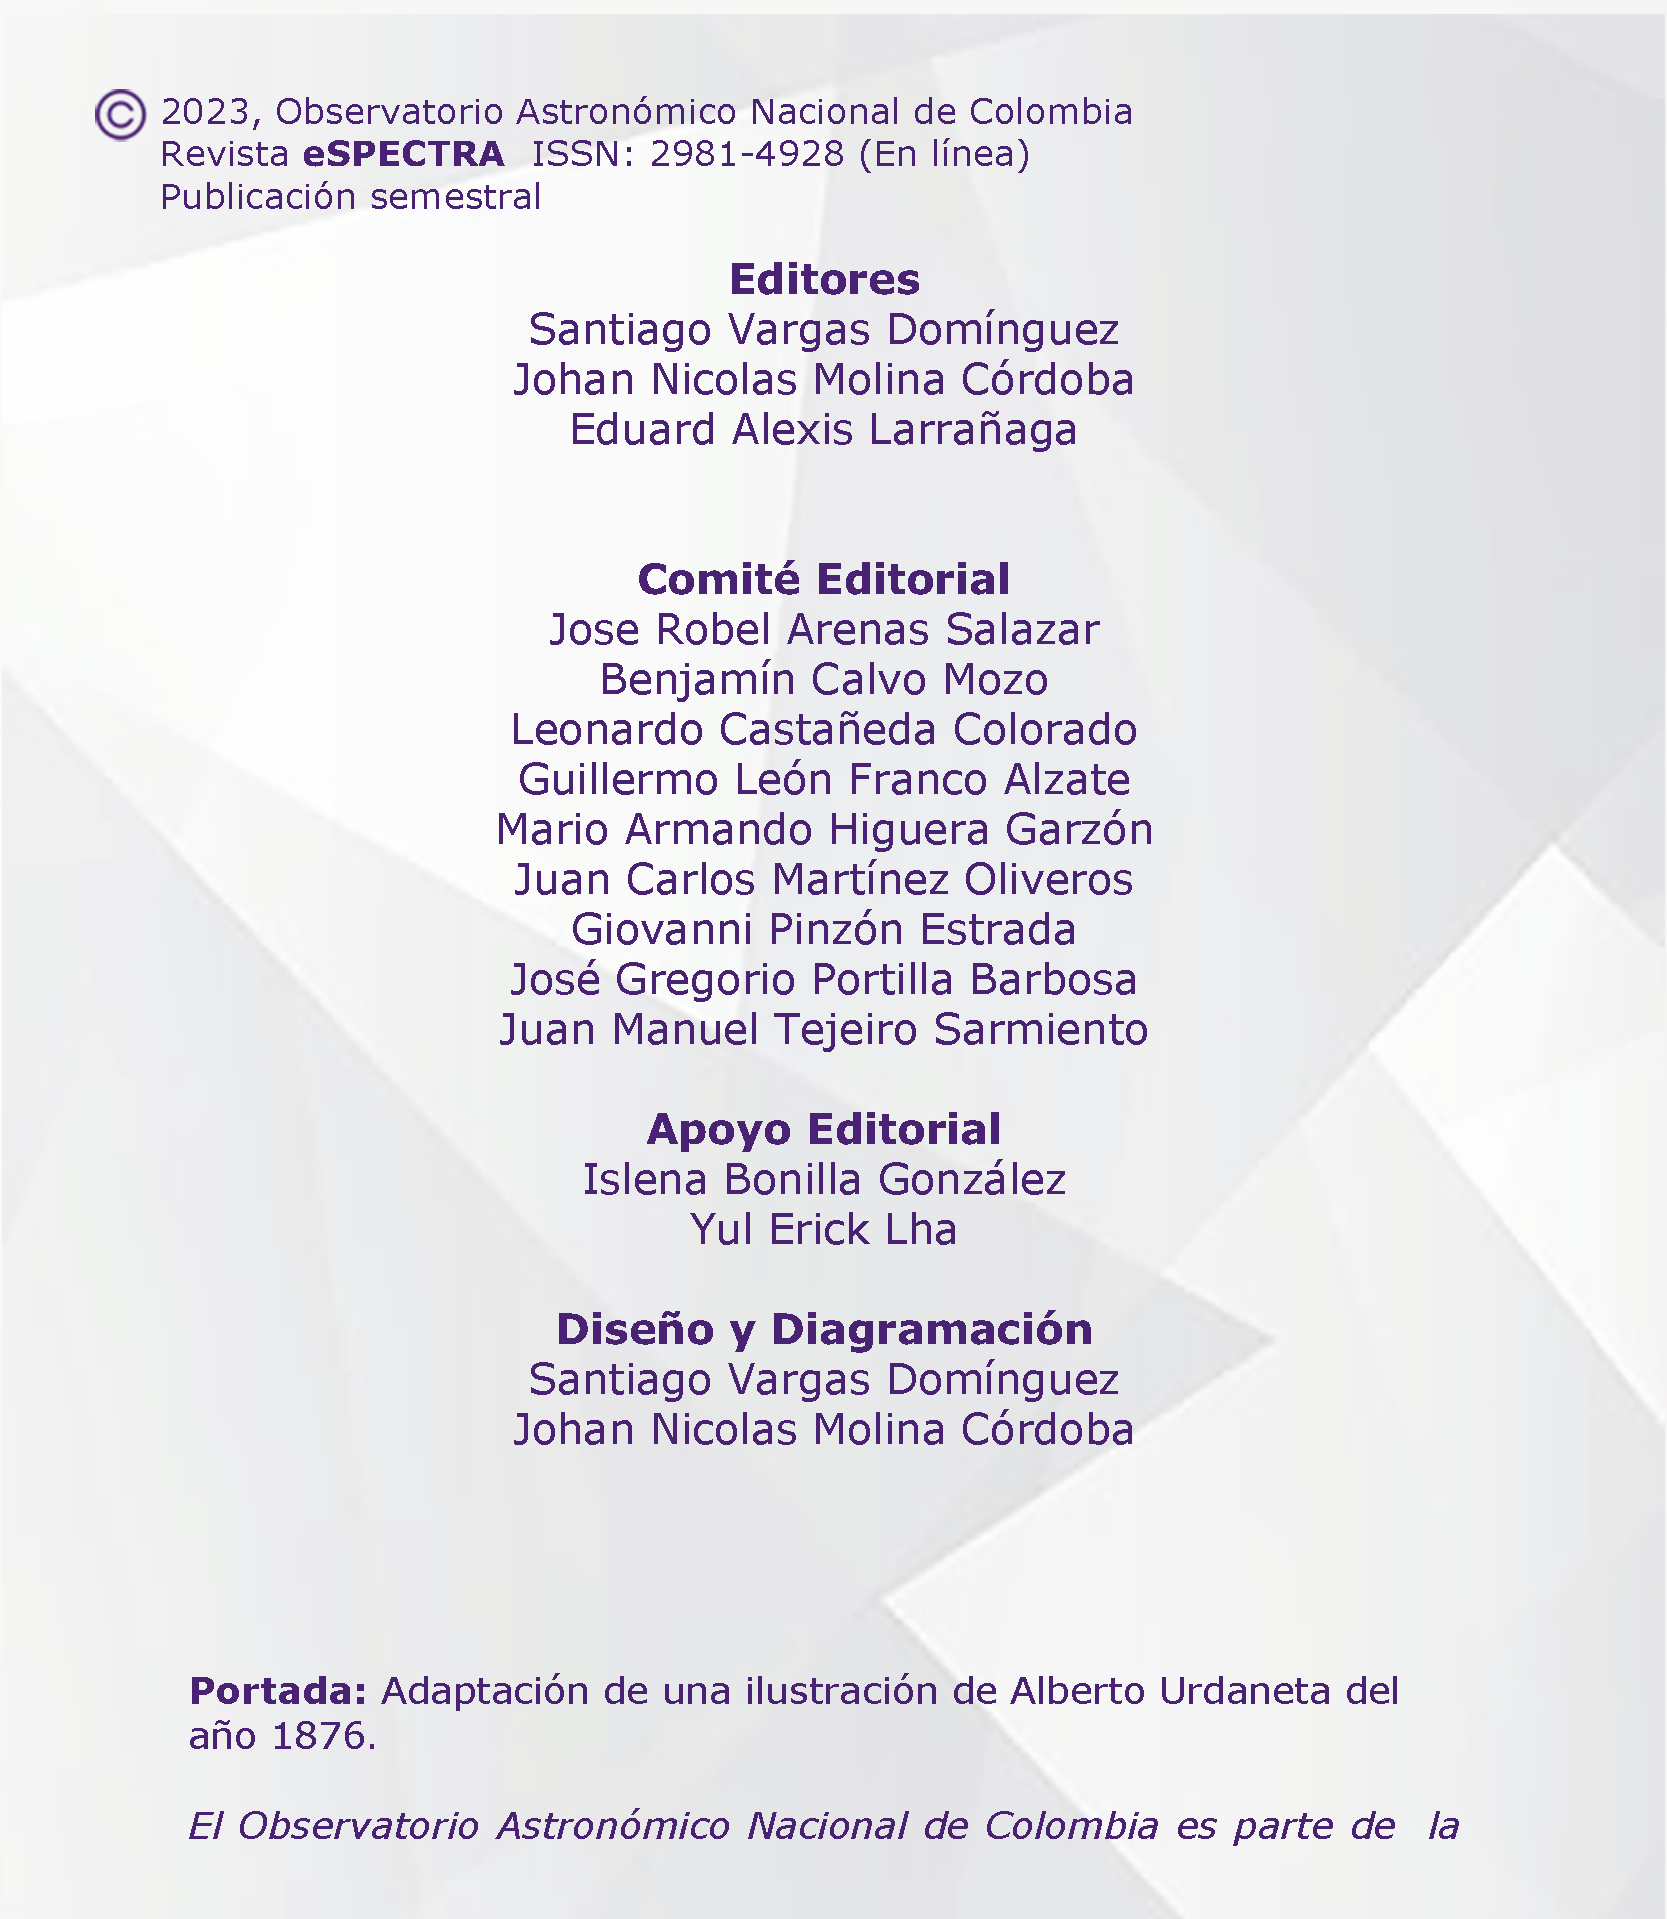 © 2023, Observatorio Astronómico Nacional de Colombia
Revista eSPECTRA ISSN: 2981-4928 (En línea)
Publicación semestral
Editores
Santiago Vargas Domínguez
Johan Nicolas Molina Córdoba
Eduard Alexis Larrañaga
Comité Editorial
Jose Robel Arenas Salazar
Benjamín Calvo Mozo
Leonardo Castañeda Colorado
Guillermo León Franco Alzate
Mario Armando Higuera Garzón
Juan Carlos Martínez Oliveros
Giovanni Pinzón Estrada
José Gregorio Portilla Barbosa
Juan Manuel Tejeiro Sarmiento
Apoyo Editorial
Islena Bonilla González
Yul Erick Lha
Diseño y Diagramación
Santiago Vargas Domínguez
Johan Nicolas Molina Córdoba
Portada: Adaptación de una ilustración de Alberto Urdaneta del
año 1876.
El Observatorio Astronómico Nacional de Colombia es parte de la